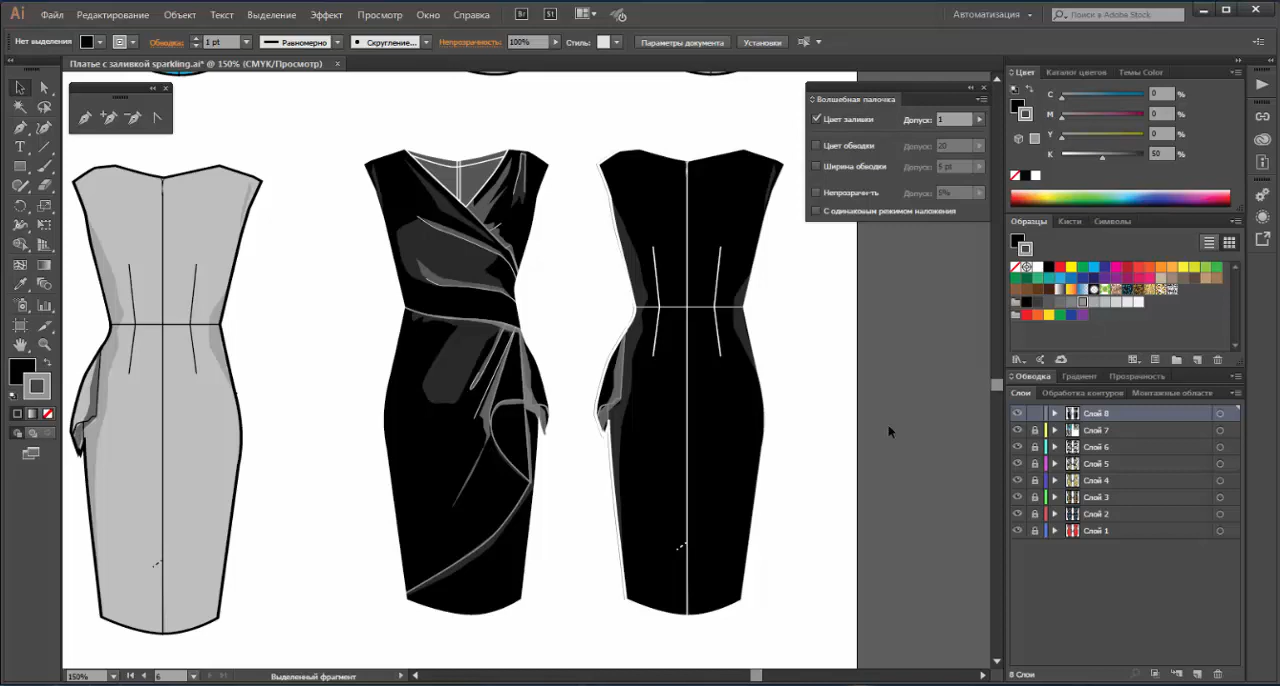 Ai Файл Редактирование Объект Текст Выделение Эффект Просмотр Окно Справка Br St Автоматизация Поиск в Adobe Stock
Нет выделения Обводка: 1 pt Равномерно Скругление... Непрозрачность: 100% Стиль: Параметры документа Установки
Платье с заливкой sparkling.ai* @ 150% (CMYK/Просмотр)
Волшебная палочка
Цвет заливки Допуск: 1
Цвет обводки Допуск: 20
Ширина обводки Допуск: 5 pt
Непрозрачн-ть Допуск: 5%
С одинаковым режимом наложения
Цвет Каталог цветов Темы Color
C 0 %
M 0 %
Y 0 %
K 50 %
Образцы Кисти Символы
Обводка Градиент Прозрачность
Слои Обработка контуров Монтажные области
Слой 8
Слой 7
Слой 6
Слой 5
Слой 4
Слой 3
Слой 2
Слой 1
8 Слои
150% 6 Выделенный фрагмент